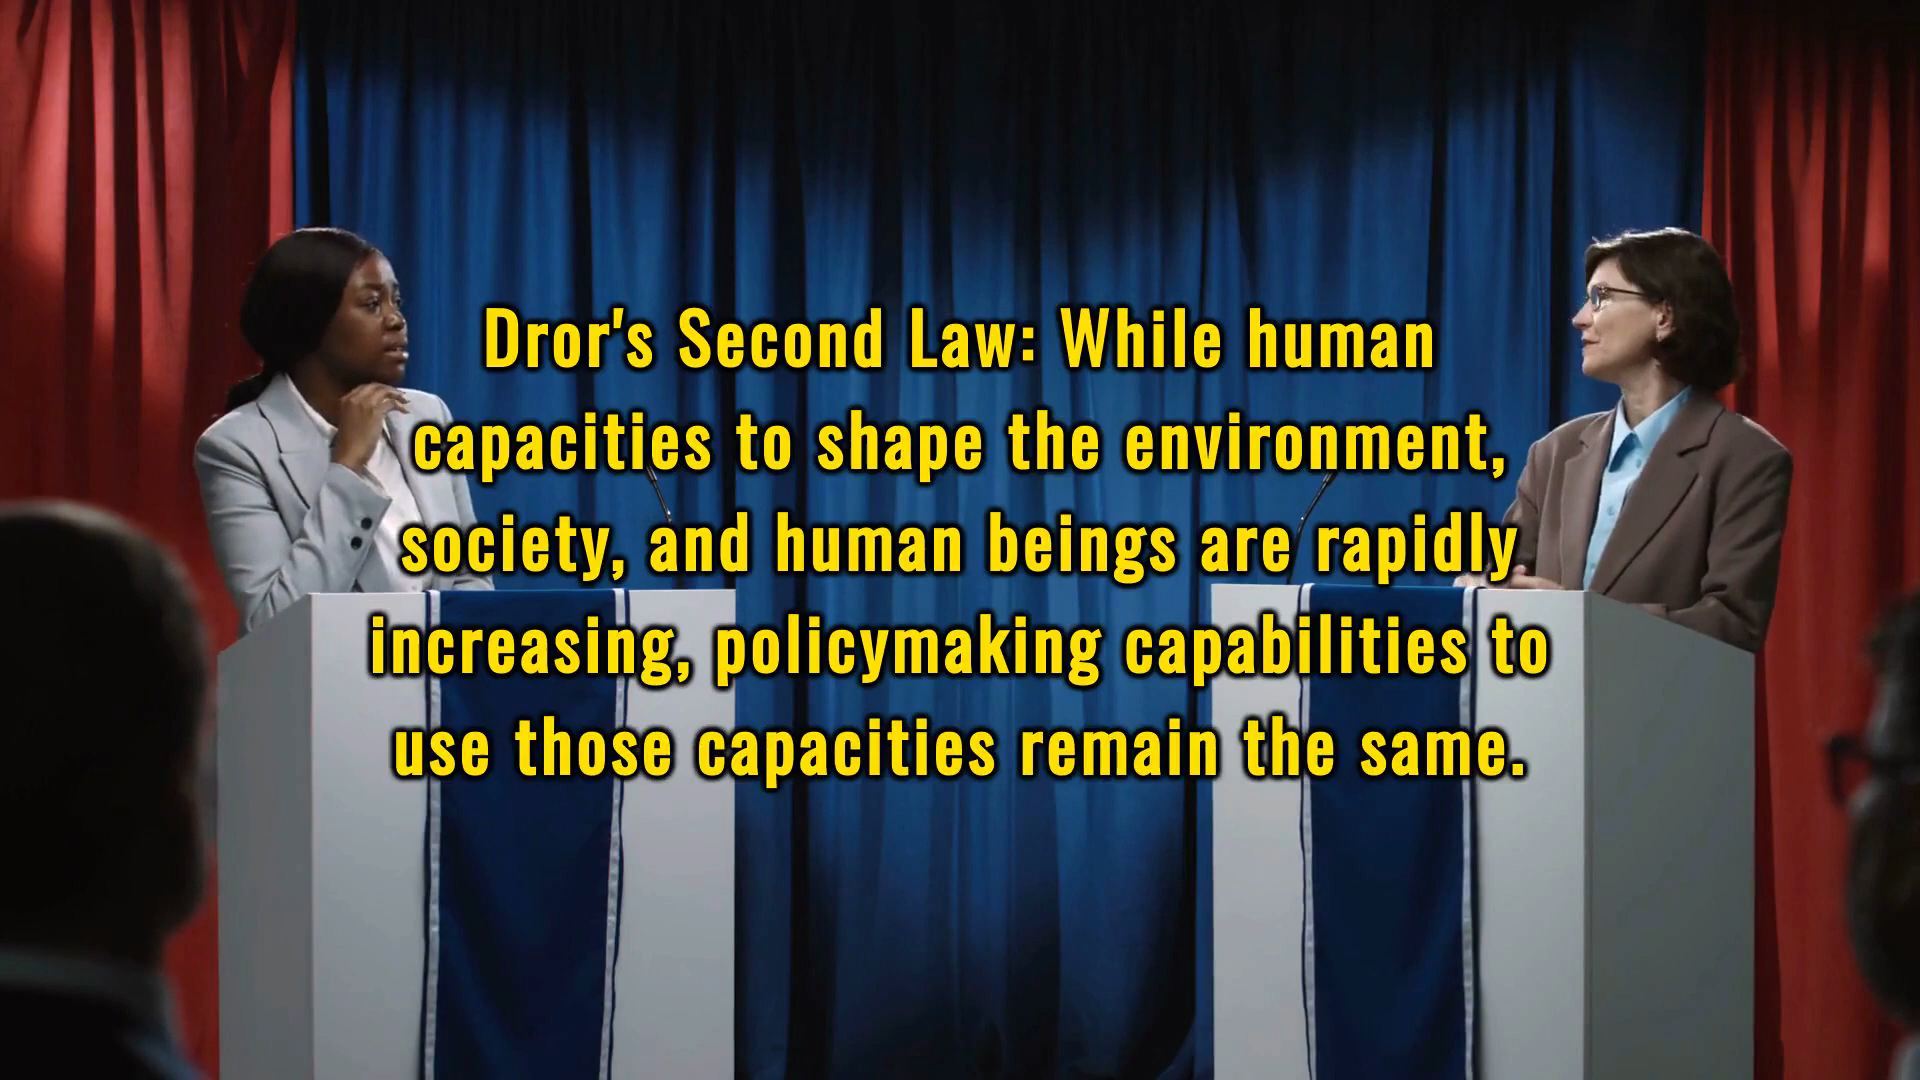 Dror's Second Law: While human
capacities to shape the environment,
society, and human beings are rapidly
increasing, policymaking capabilities to
use those capacities remain the same.